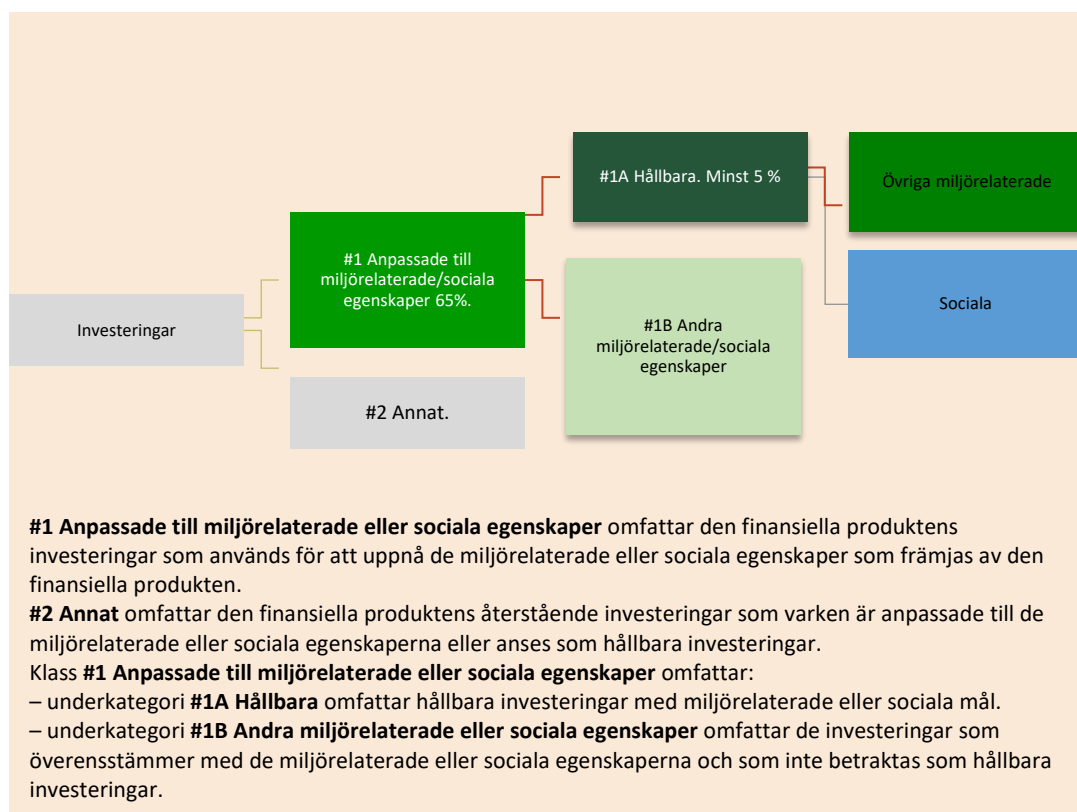 #1A Hållbara. Minst 5 %
Övriga miljörelaterade
#1 Anpassade till
miljörelaterade/sociala
egenskaper 65%.
Investeringar
Sociala
#1B Andra
miljörelaterade/sociala
egenskaper
#2 Annat.
#1 Anpassade till miljörelaterade eller sociala egenskaper omfattar den finansiella produktens
investeringar som används för att uppnå de miljörelaterade eller sociala egenskaper som främjas av den
finansiella produkten.
#2 Annat omfattar den finansiella produktens återstående investeringar som varken är anpassade till de
miljörelaterade eller sociala egenskaperna eller anses som hållbara investeringar.
Klass #1 Anpassade till miljörelaterade eller sociala egenskaper omfattar:
– underkategori #1A Hållbara omfattar hållbara investeringar med miljörelaterade eller sociala mål.
– underkategori #1B Andra miljörelaterade eller sociala egenskaper omfattar de investeringar som
överensstämmer med de miljörelaterade eller sociala egenskaperna och som inte betraktas som hållbara
investeringar.